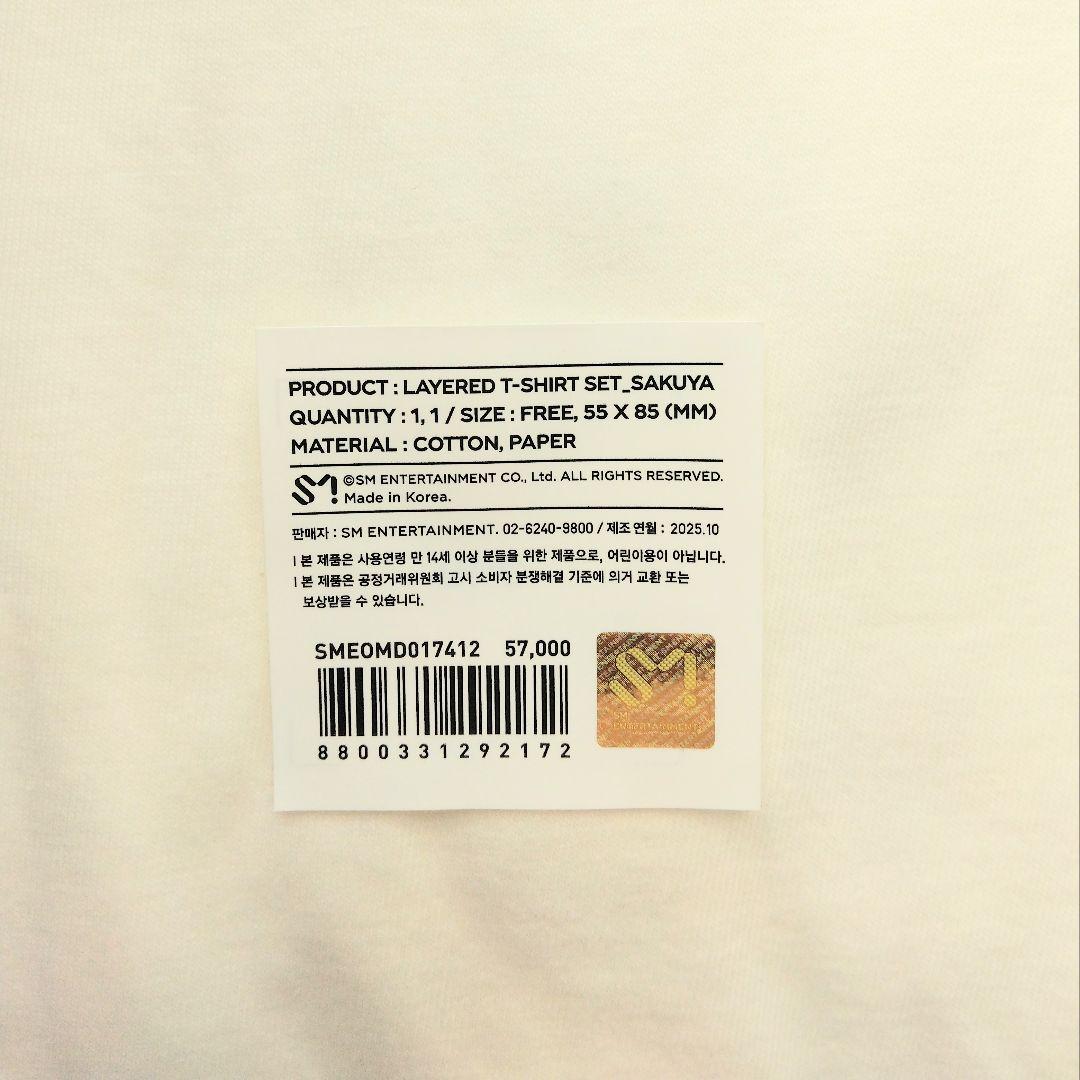 PRODUCT : LAYERED T-SHIRT SET_SAKUYA
QUANTITY : 1, 1 / SIZE : FREE, 55 X 85 (MM)
MATERIAL : COTTON, PAPER
SM! ©SM ENTERTAINMENT CO., Ltd. ALL RIGHTS RESERVED.
Made in Korea.
판매자 : SM ENTERTAINMENT. 02-6240-9800 / 제조연월 : 2025.10
| 본 제품은 사용연령 만 14세 이상 분들을 위한 제품으로, 어린이용이 아닙니다.
| 본 제품은 공정거래위원회 고시 소비자 분쟁해결 기준에 의거 교환 또는
보상받을 수 있습니다.
SMEOMD017412 57,000
8800331292172
SM!
SM
ENTERTAINMENT